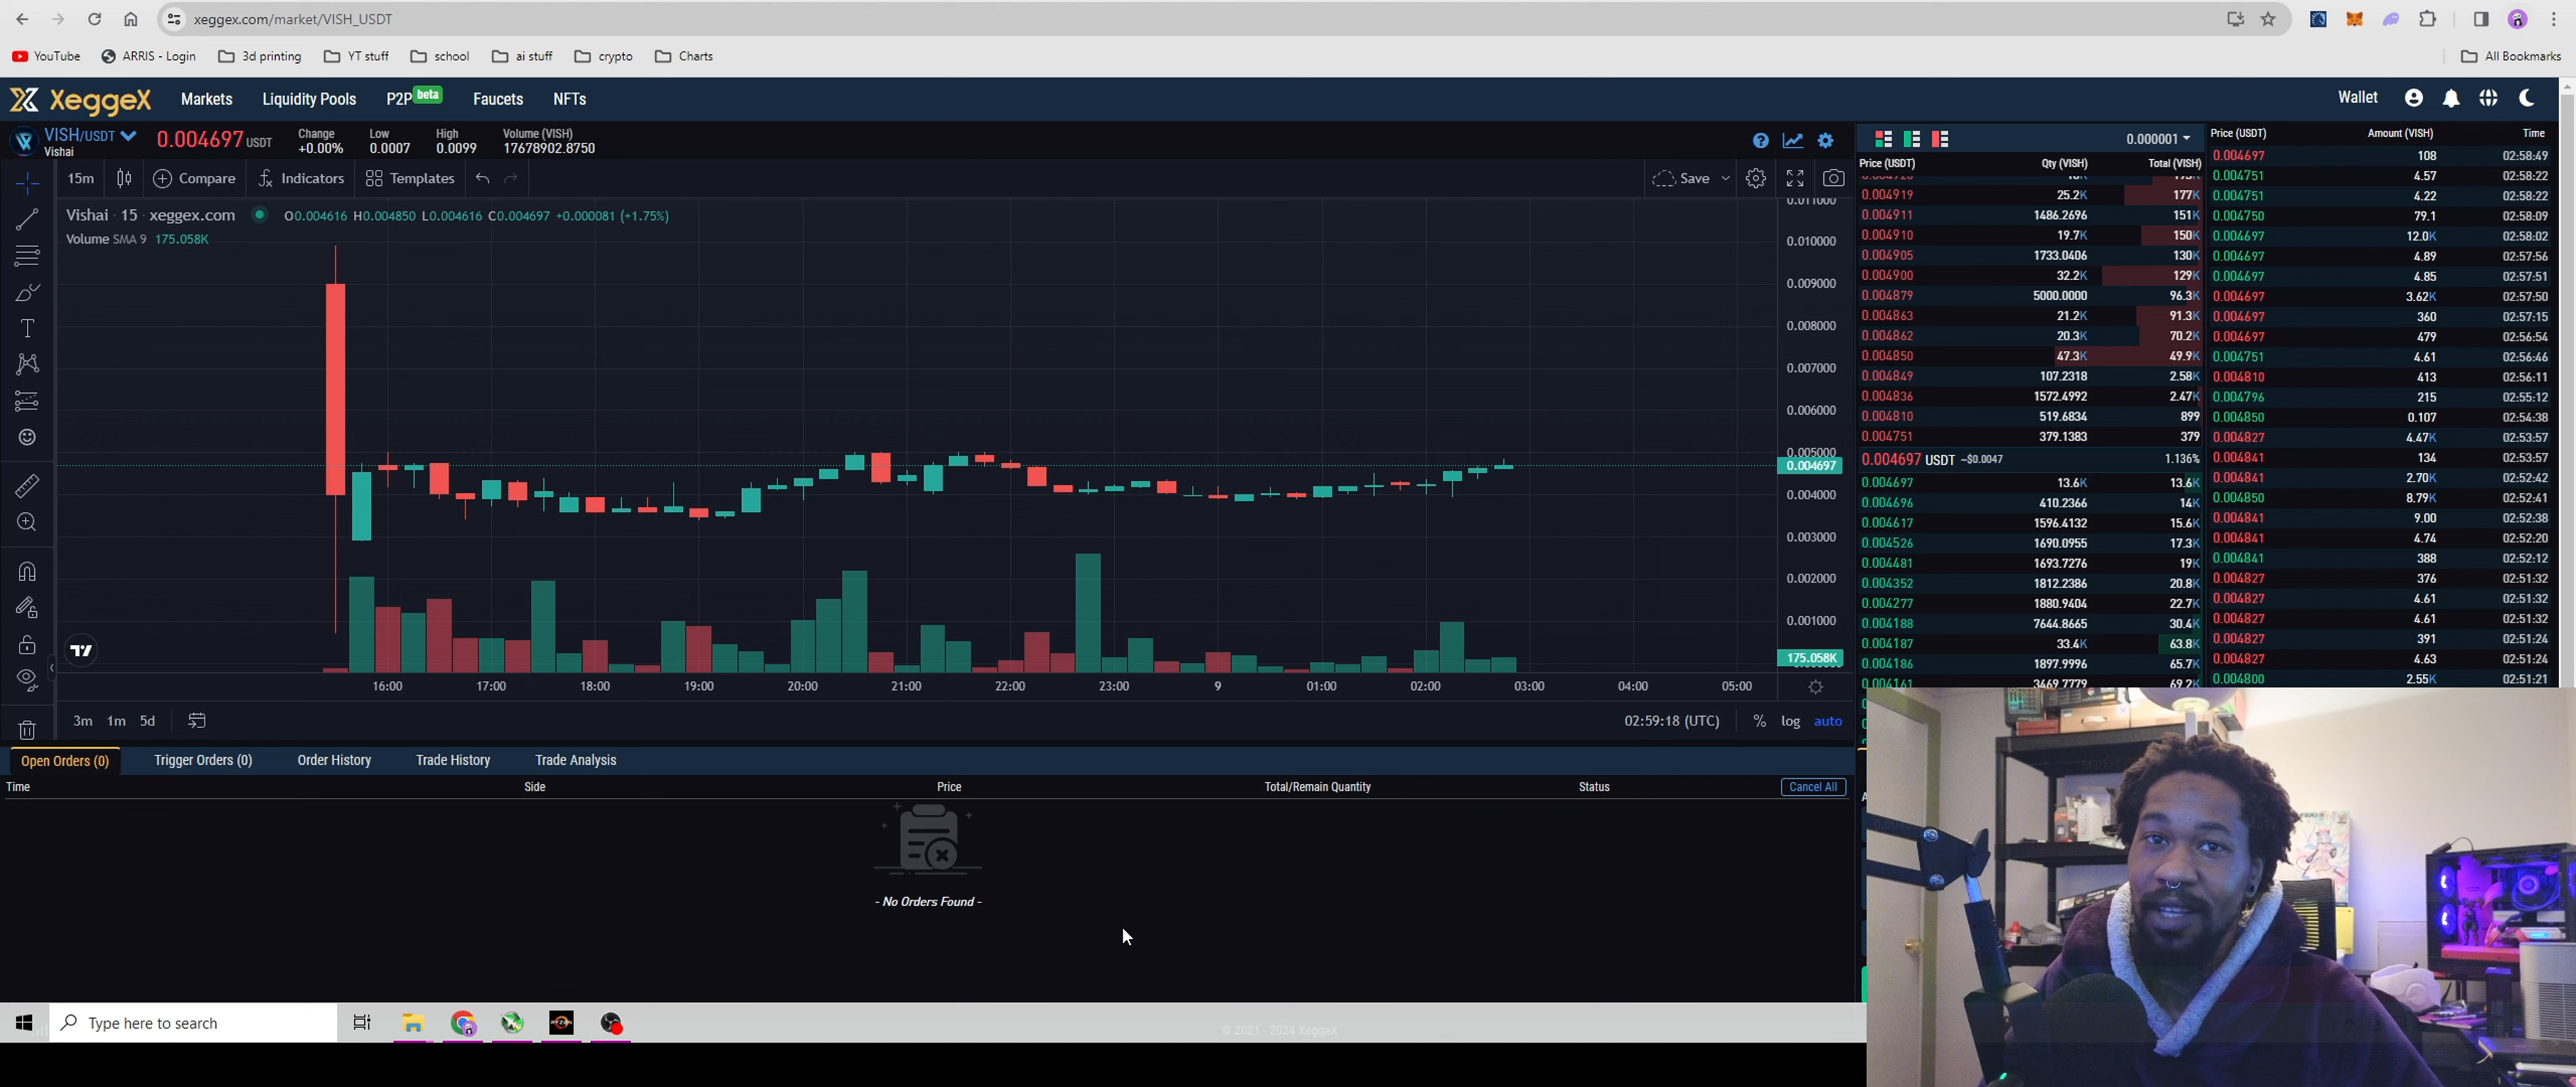 xeggex.com/market/VISH_USDT
YouTube ARRIS - Login 3d printing YT stuff school ai stuff crypto Charts All Bookmarks
XeggeX Markets Liquidity Pools P2P beta Faucets NFTs Wallet
VISH/USDT 0.004697 USDT
Vishai
Change Low High Volume (VISH)
+0.00% 0.0007 0.0099 17678902.8750
15m Compare Indicators Templates Save
Vishai · 15 · xeggex.com O0.004616 H0.004850 L0.004616 C0.004697 +0.000081 (+1.75%)
Volume SMA 9 175.058K
0.011000
0.010000
0.009000
0.008000
0.007000
0.006000
0.005000
0.004697
0.004000
0.003000
0.002000
0.001000
175.058K
16:00 17:00 18:00 19:00 20:00 21:00 22:00 23:00 9 01:00 02:00 03:00 04:00 05:00
3m 1m 5d 02:59:18 (UTC) % log auto
0.000001
Price (USDT) Qty (VISH) Total (VISH)
0.004919 25.2K 177K
0.004911 1486.2696 151K
0.004910 19.7K 150K
0.004905 1733.0406 130K
0.004900 32.2K 129K
0.004879 5000.0000 96.3K
0.004863 21.2K 91.3K
0.004862 20.3K 70.2K
0.004850 47.3K 49.9K
0.004849 107.2318 2.58K
0.004836 1572.4992 2.47K
0.004810 519.6834 899
0.004751 379.1383 379
0.004697 USDT ~$0.0047 1.136%
0.004697 13.6K 13.6K
0.004696 410.2366 14K
0.004617 1596.4132 15.6K
0.004526 1690.0955 17.3K
0.004481 1693.7276 19K
0.004352 1812.2386 20.8K
0.004277 1880.9404 22.7K
0.004188 7644.8665 30.4K
0.004187 33.4K 63.8K
0.004186 1897.9996 65.7K
0.004161 3469.7779 69.2K
Price (USDT) Amount (VISH) Time
0.004697 108 02:58:49
0.004751 4.57 02:58:22
0.004751 4.22 02:58:22
0.004750 79.1 02:58:09
0.004697 12.0K 02:58:02
0.004697 4.89 02:57:56
0.004697 4.85 02:57:51
0.004697 3.62K 02:57:50
0.004697 360 02:57:15
0.004697 479 02:56:54
0.004751 4.61 02:56:46
0.004810 413 02:56:11
0.004796 215 02:55:12
0.004850 0.107 02:54:38
0.004827 4.47K 02:53:57
0.004841 134 02:53:57
0.004841 2.70K 02:52:42
0.004850 8.79K 02:52:41
0.004841 9.00 02:52:38
0.004841 4.74 02:52:20
0.004841 388 02:52:12
0.004827 376 02:51:32
0.004827 4.61 02:51:32
0.004827 4.61 02:51:32
0.004827 391 02:51:24
0.004827 4.63 02:51:24
0.004800 2.55K 02:51:21
Open Orders (0) Trigger Orders (0) Order History Trade History Trade Analysis
Time Side Price Total/Remain Quantity Status Cancel All
- No Orders Found -
Type here to search
RYZEN
© 2021 - 2024 XeggeX